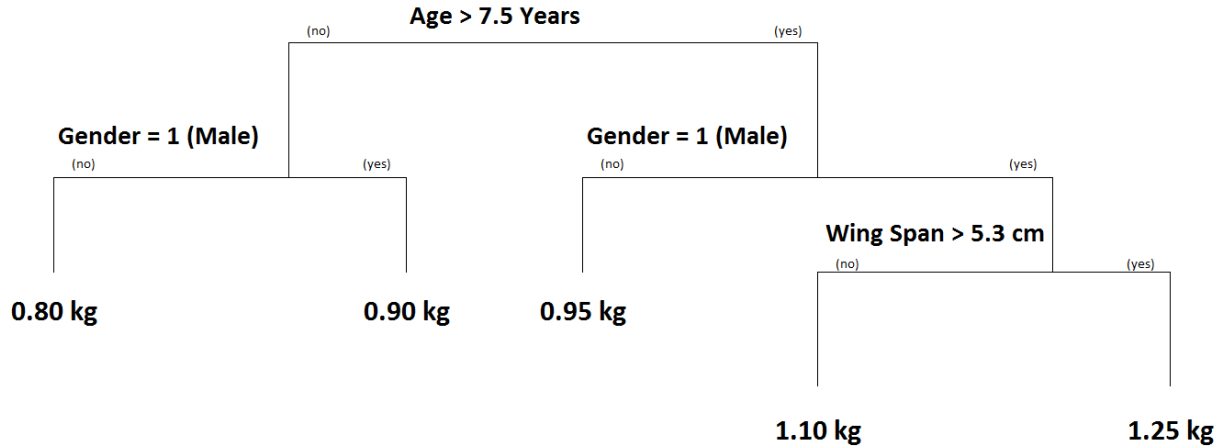 Age > 7.5 Years
(no)
(yes)
Gender = 1 (Male)
Gender = 1 (Male)
(no)
(yes)
(no)
(yes)
Wing Span > 5.3 cm
(no)
(yes)
0.80 kg
0.90 kg
0.95 kg
1.10 kg
1.25 kg